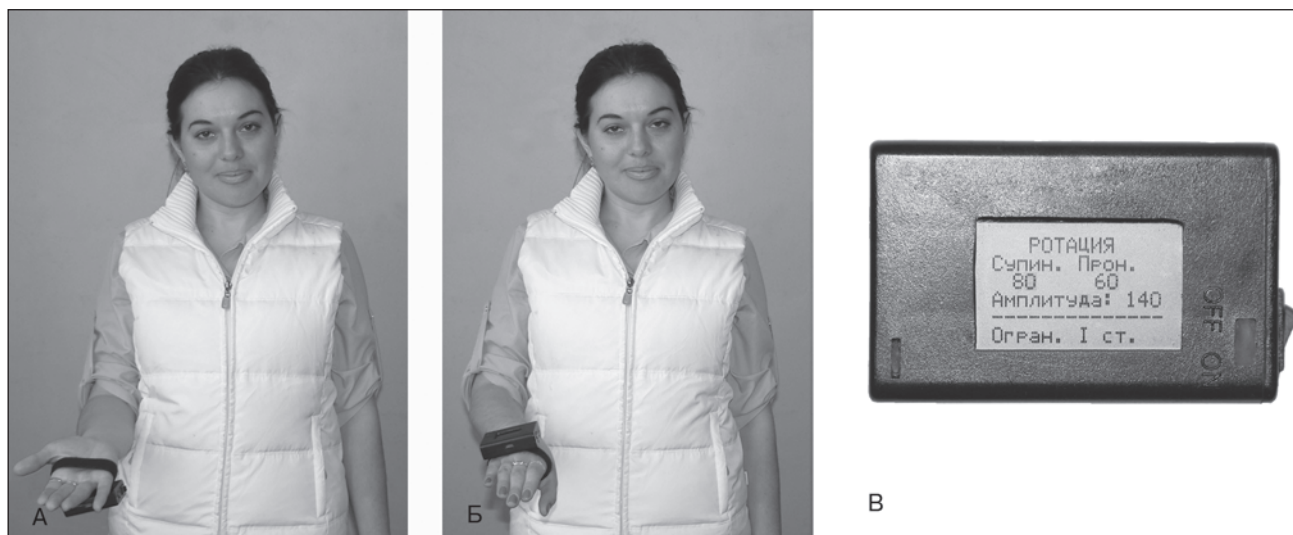 А
Б
РОТАЦИЯ
Супин. Прон.
80 60
Амплитуда: 140
Огран. I ст.
OFF ON
В